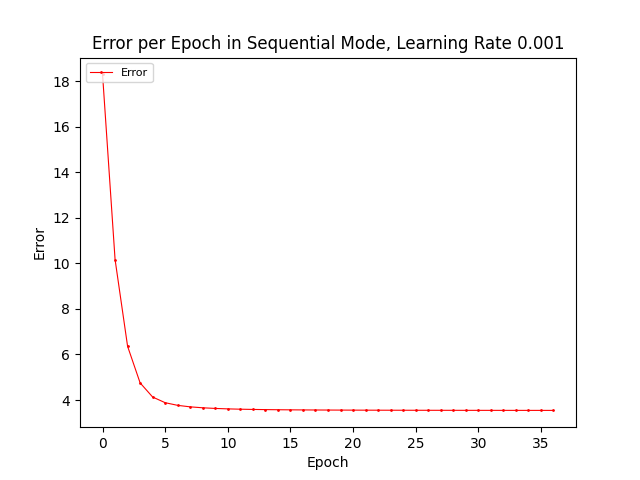 Error per Epoch in Sequential Mode, Learning Rate 0.001
Error
18
16
14
12
10
8
6
4
Error
0 5 10 15 20 25 30 35
Epoch